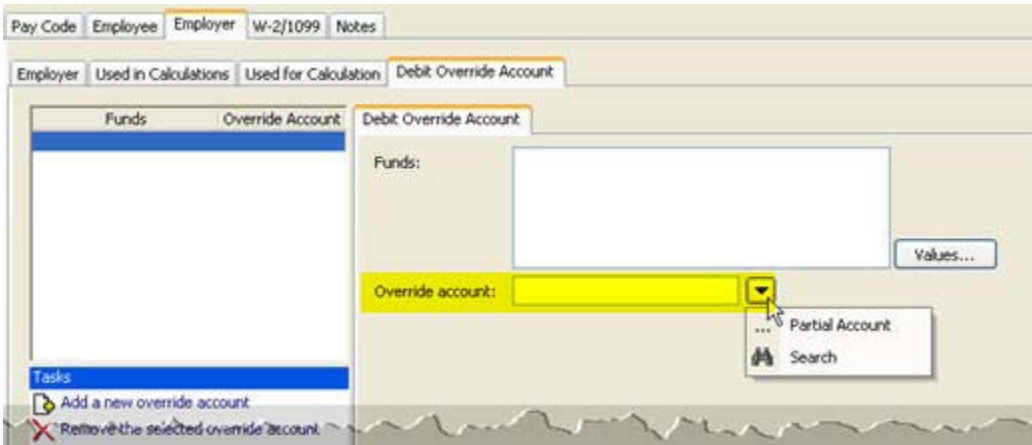 Pay Code Employee Employer W-2/1099 Notes
Employer Used in Calculations Used for Calculation Debit Override Account
Funds Override Account Debit Override Account
Funds:
Values...
Override account:
... Partial Account
Search
Tasks
Add a new override account
Remove the selected override account